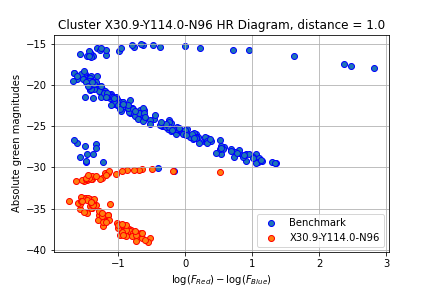 Cluster X30.9-Y114.0-N96 HR Diagram, distance = 1.0
Absolute green magnitudes
−15
−20
−25
−30
−35
−40
Benchmark
X30.9-Y114.0-N96
−1
0
1
2
3
log(F_Red) − log(F_Blue)